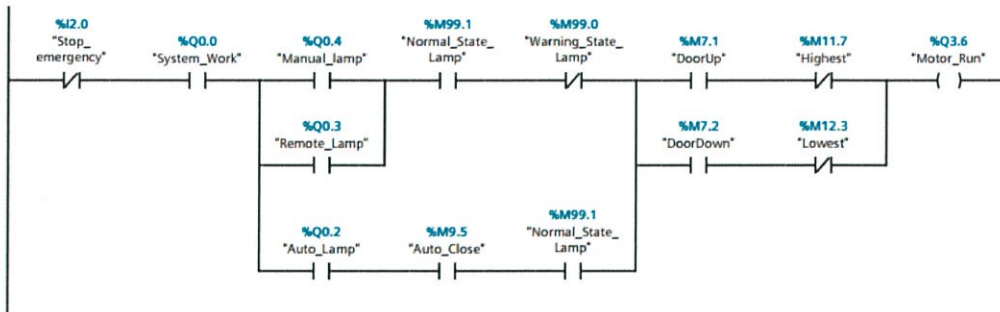 %I2.0
"Stop_
emergency"
%Q0.0
"System_Work"
%Q0.4
"Manual_lamp"
%M99.1
"Normal_State_
Lamp"
%M99.0
"Warning_State_
Lamp"
%M7.1
"DoorUp"
%M11.7
"Highest"
%Q3.6
"Motor_Run"
%Q0.3
"Remote_Lamp"
%M7.2
"DoorDown"
%M12.3
"Lowest"
%Q0.2
"Auto_Lamp"
%M9.5
"Auto_Close"
%M99.1
"Normal_State_
Lamp"